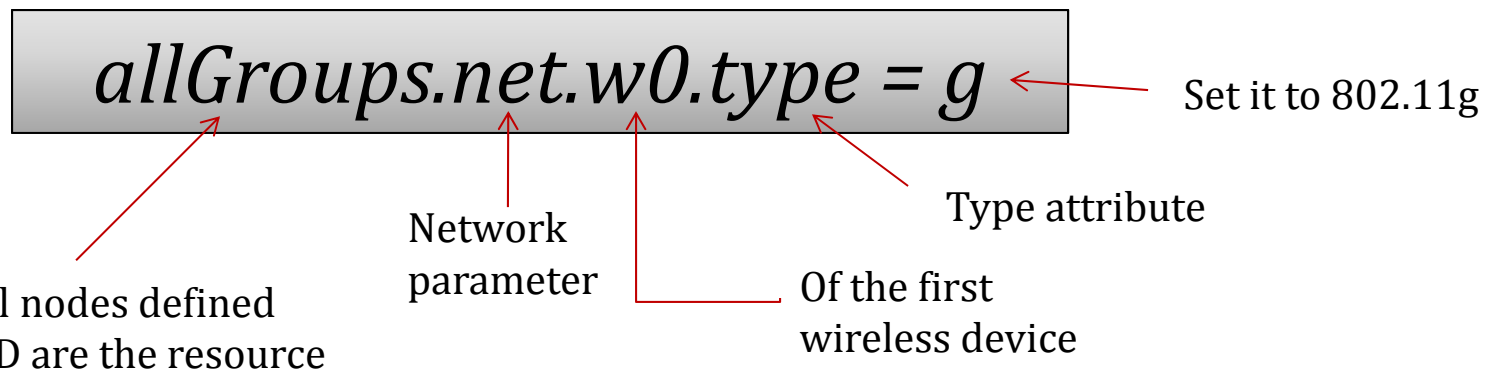 allGroups.net.w0.type = g
Set it to 802.11g
Type attribute
Network
parameter
Of the first
wireless device
nodes defined
are the resource